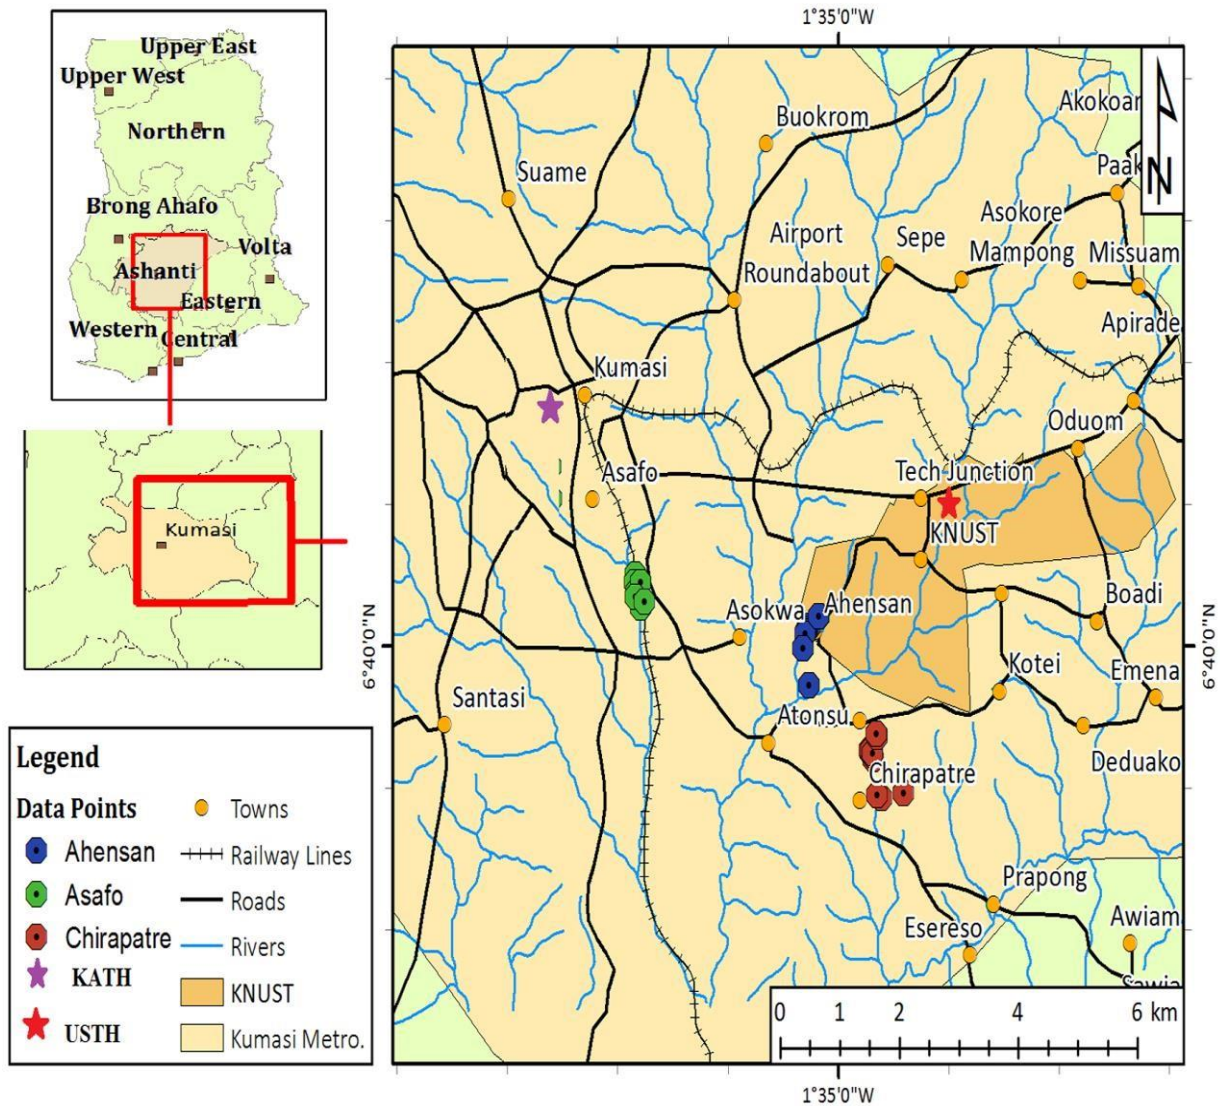 Upper East
Upper West
Northern
Brong Ahafo
Volta
Ashanti
Eastern
Western
Central
Kumasi
Legend
Data Points
Ahensan
Asafo
Chirapatre
KATH
USTH
Towns
Railway Lines
Roads
Rivers
KNUST
Kumasi Metro.
1°35'0"W
Akokoar
Buokrom
Paak
N
Suame
Asokore
Mampong
Airport
Roundabout
Sepe
Missuam
Apirade
Kumasi
Oduom
Asafo
Tech Junction
KNUST
Boadi
Asokwa
Ahensan
6°40'0"N
6°40'0"N
Kotei
Emena
Santasi
Atonsu
Deduako
Chirapatre
Prapong
Esereso
Awiam
0 1 2 4 6 km
1°35'0"W